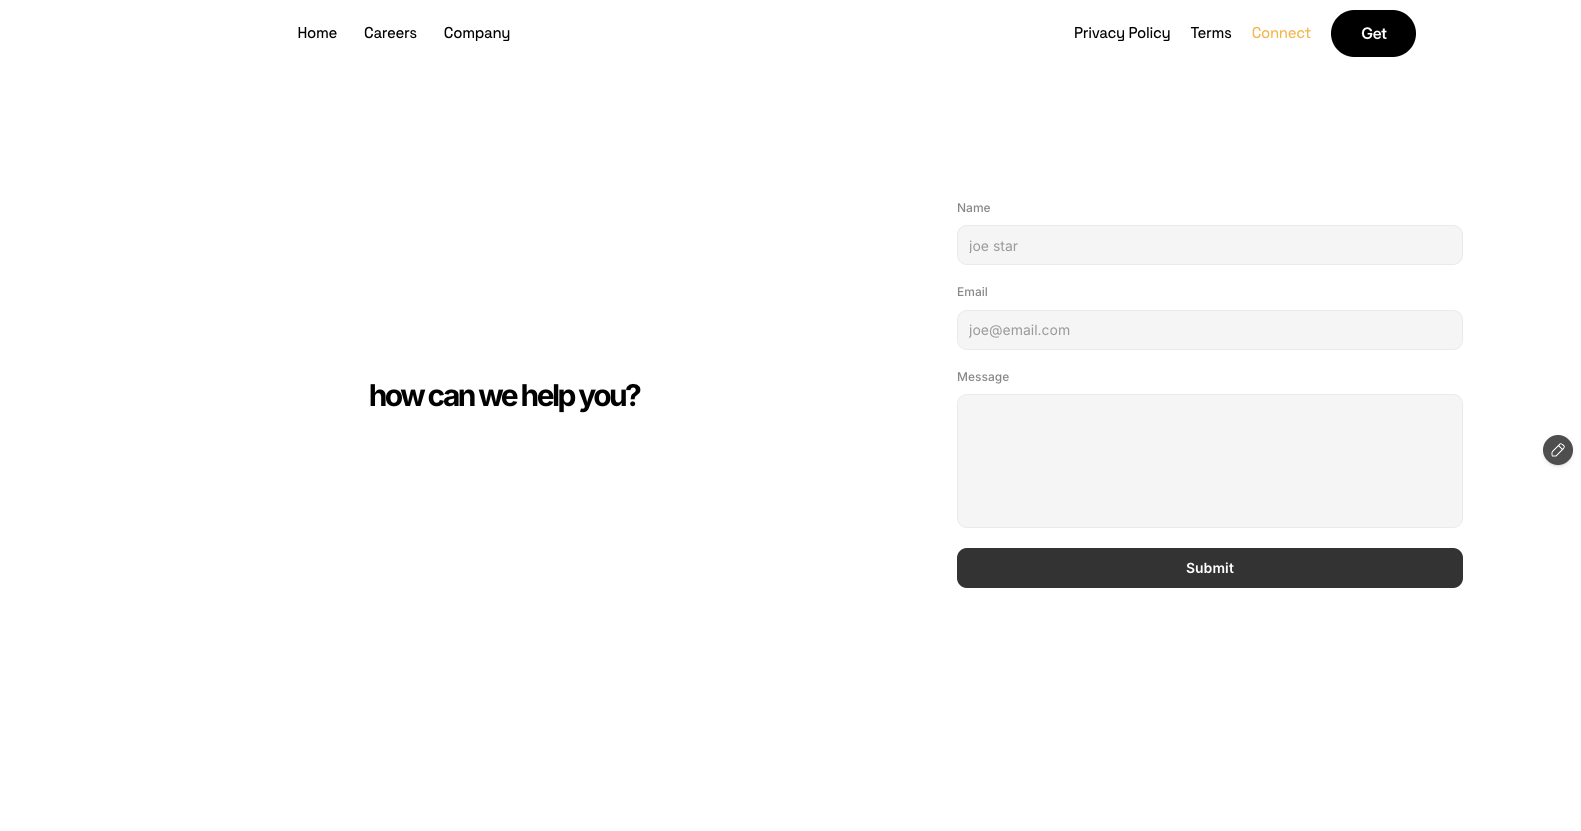 Home Careers Company Privacy Policy Terms Connect Get
how can we help you?
Name
joe star
Email
joe@email.com
Message
Submit